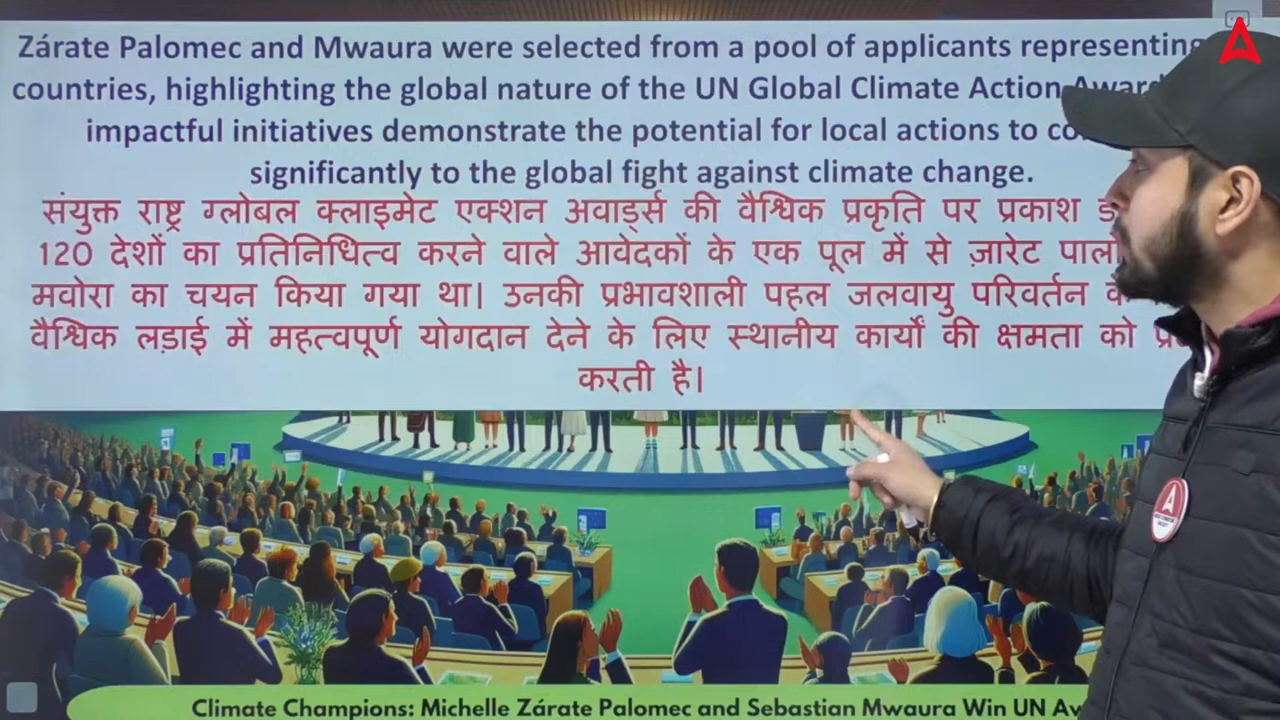 Zárate Palomec and Mwaura were selected from a pool of applicants representing
countries, highlighting the global nature of the UN Global Climate Action
impactful initiatives demonstrate the potential for local actions to
significantly to the global fight against climate change.
संयुक्त राष्ट्र ग्लोबल क्लाइमेट एक्शन अवार्ड्स की वैश्विक प्रकृति पर प्रकाश
120 देशों का प्रतिनिधित्व करने वाले आवेदकों के एक पूल में से ज़ारेट
मवोरा का चयन किया गया था। उनकी प्रभावशाली पहल जलवायु परिवर्तन
वैश्विक लड़ाई में महत्वपूर्ण योगदान देने के लिए स्थानीय कार्यों की क्षमता को
करती है।
Climate Champions: Michelle Zárate Palomec and Sebastian Mwaura Win UN